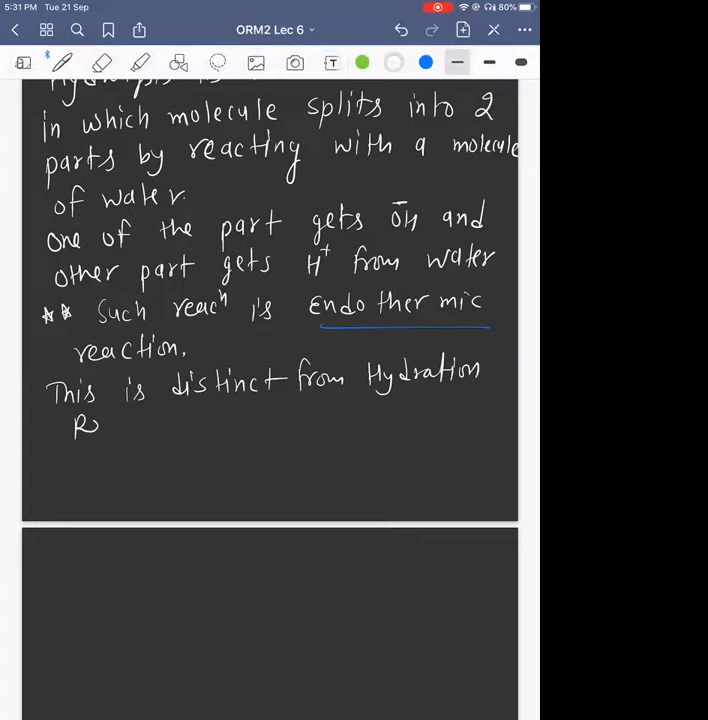 5:31 PM Tue 21 Sep
80%
ORM2 Lec 6
in which molecule splits into 2
parts by reacting with a molecule
of water.
One of the part gets OH and
other part gets H+ from water
** Such reacn is Endothermic
reaction.
This is distinct from Hydration
R